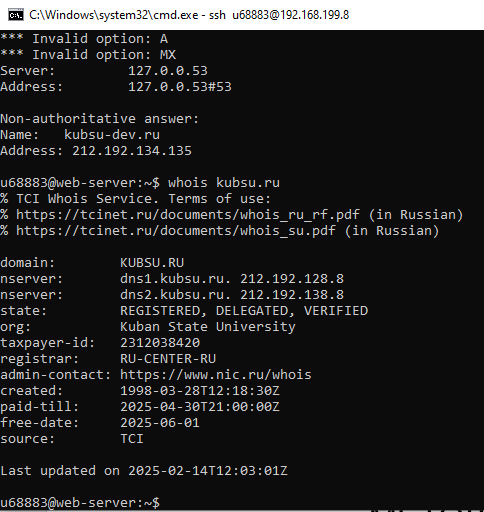 C:\Windows\system32\cmd.exe - ssh u68883@192.168.199.8
*** Invalid option: A
*** Invalid option: MX
Server:         127.0.0.53
Address:        127.0.0.53#53

Non-authoritative answer:
Name:   kubsu-dev.ru
Address: 212.192.134.135

u68883@web-server:~$ whois kubsu.ru
% TCI Whois Service. Terms of use:
% https://tcinet.ru/documents/whois_ru_rf.pdf (in Russian)
% https://tcinet.ru/documents/whois_su.pdf (in Russian)

domain:        KUBSU.RU
nserver:       dns1.kubsu.ru. 212.192.128.8
nserver:       dns2.kubsu.ru. 212.192.138.8
state:         REGISTERED, DELEGATED, VERIFIED
org:           Kuban State University
taxpayer-id:   2312038420
registrar:     RU-CENTER-RU
admin-contact: https://www.nic.ru/whois
created:       1998-03-28T12:18:30Z
paid-till:     2025-04-30T21:00:00Z
free-date:     2025-06-01
source:        TCI

Last updated on 2025-02-14T12:03:01Z

u68883@web-server:~$